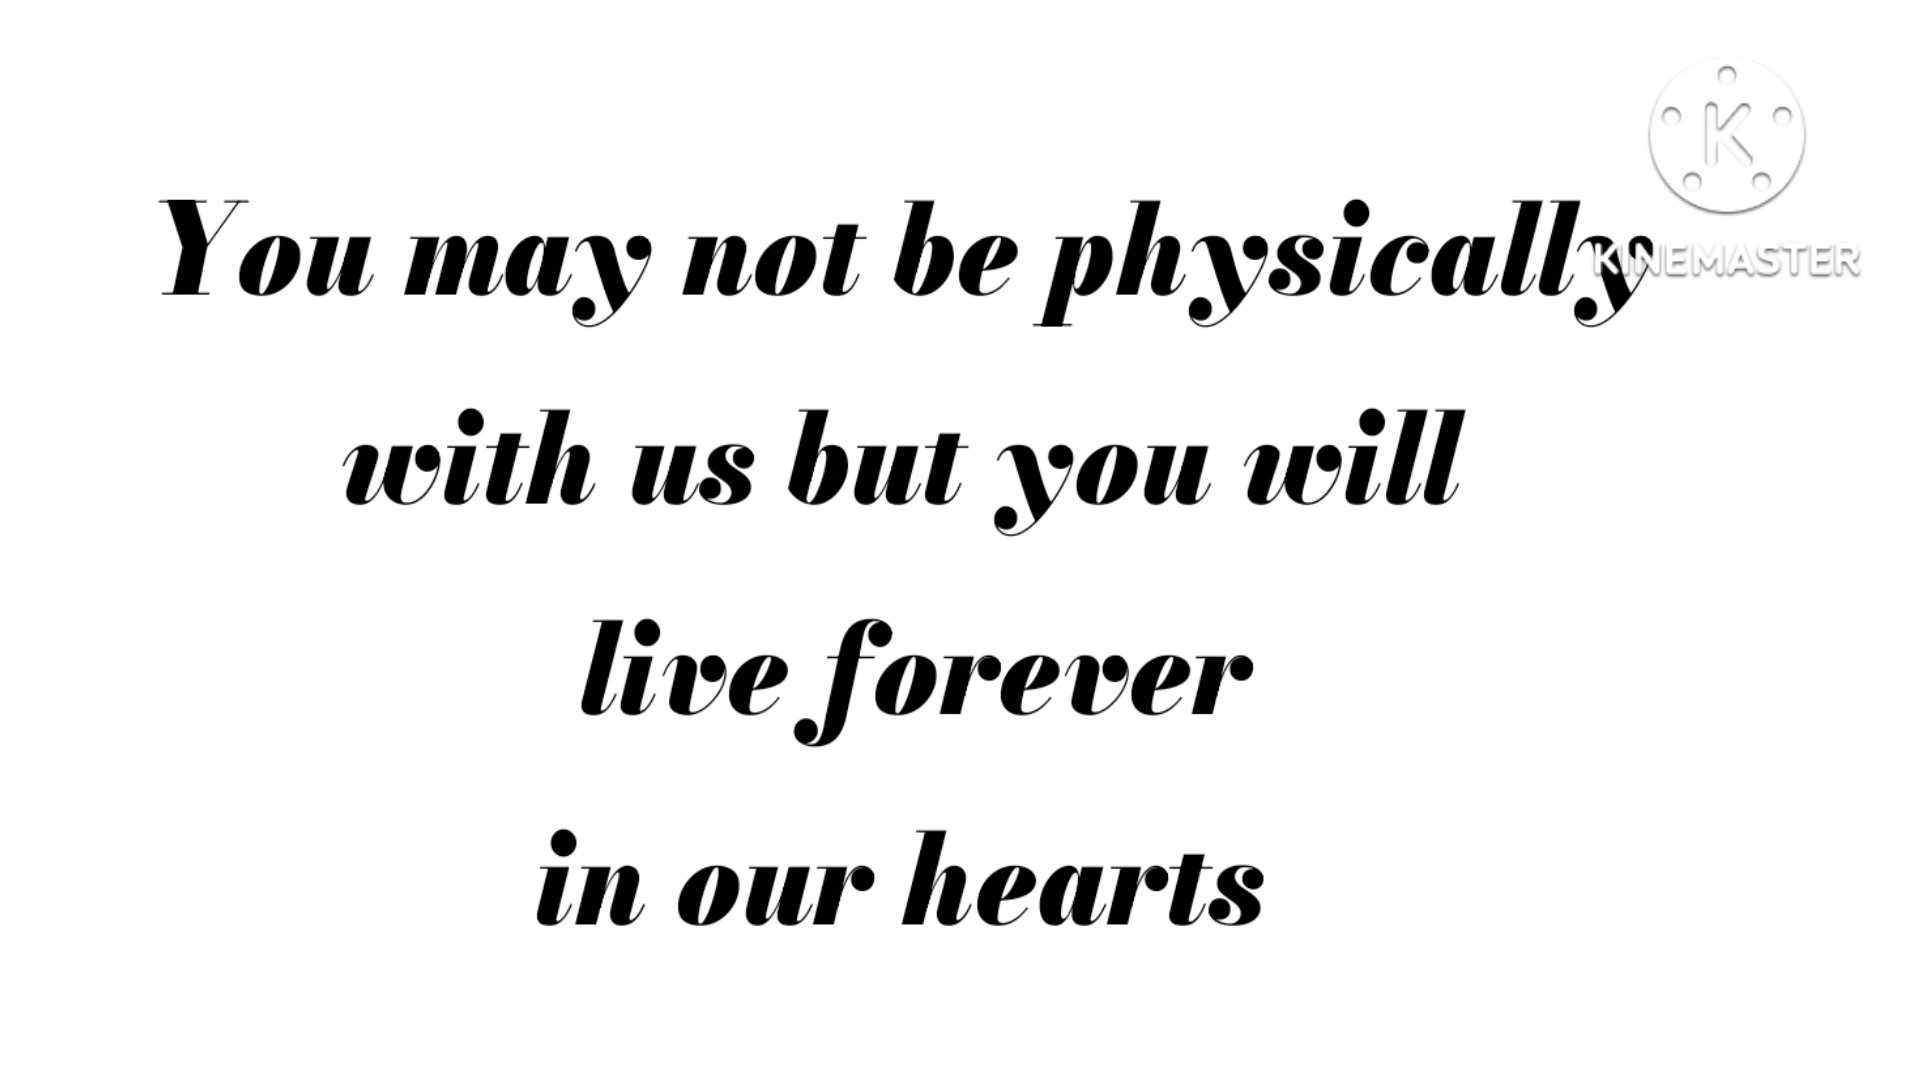 K
KINEMASTER
You may not be physically
with us but you will
live forever
in our hearts